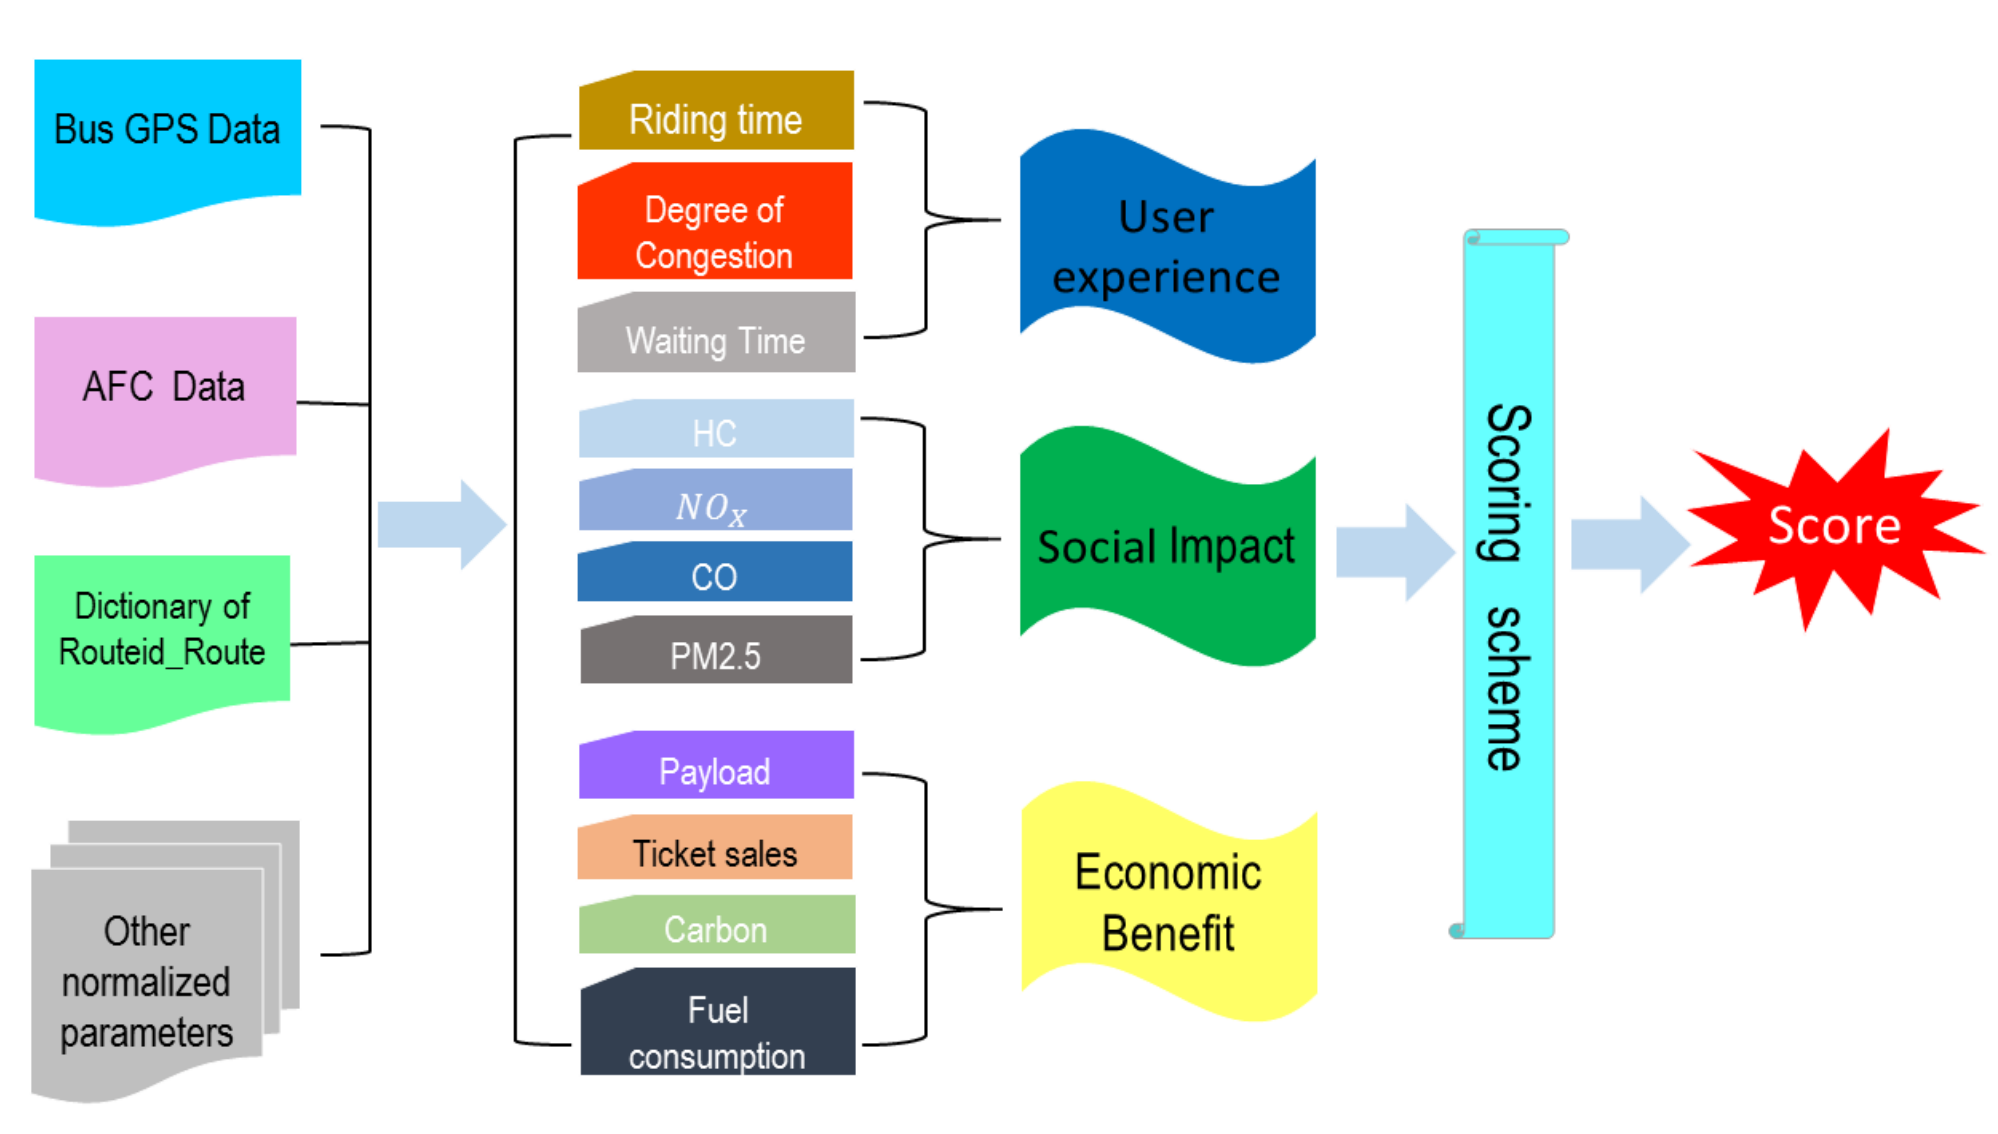 Bus GPS Data
AFC Data
Dictionary of
Routeid_Route
Other
normalized
parameters
Riding time
Degree of
Congestion
Waiting Time
HC
NOX
CO
PM2.5
Payload
Ticket sales
Carbon
Fuel
consumption
User
experience
Social Impact
Economic
Benefit
Scoring scheme
Score